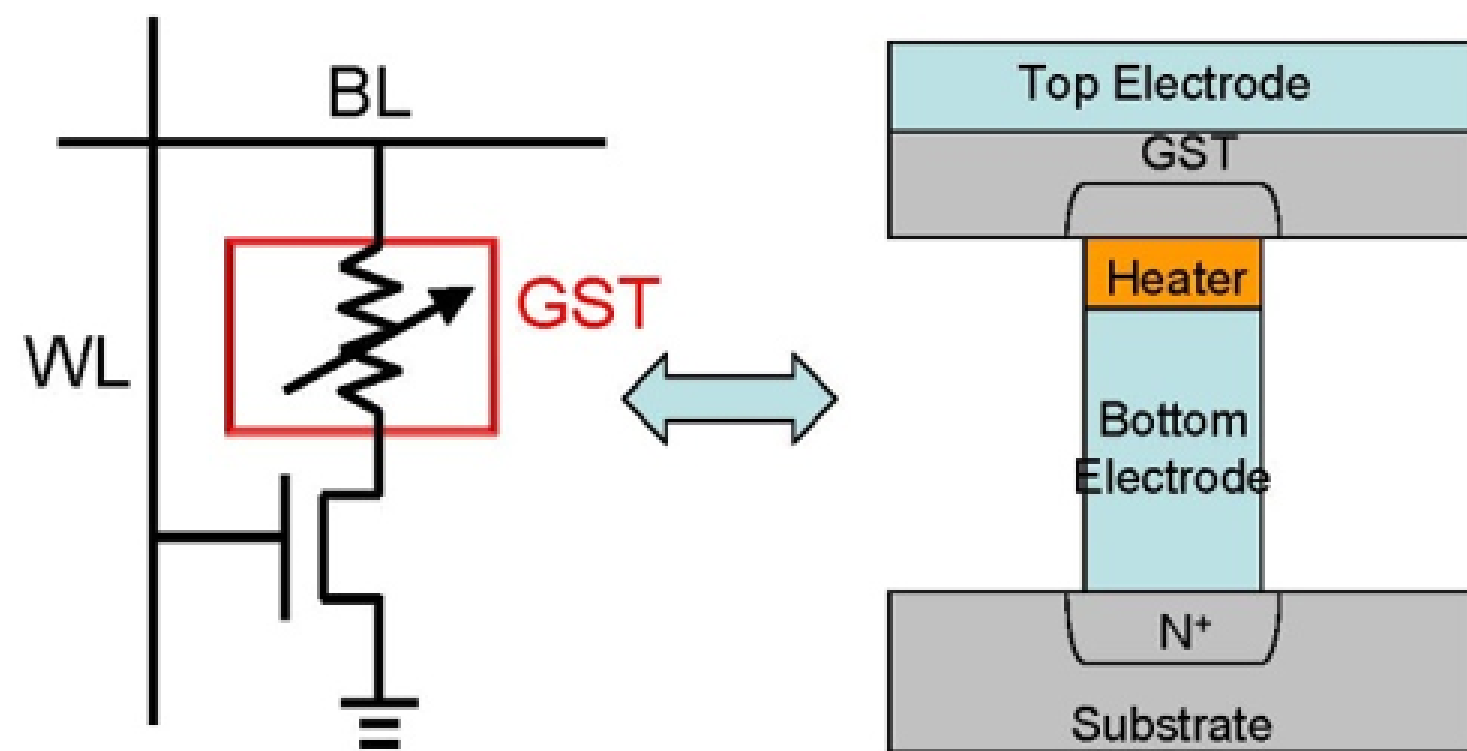 BL
GST
WL
Top Electrode
GST
Heater
Bottom
Electrode
N⁺
Substrate